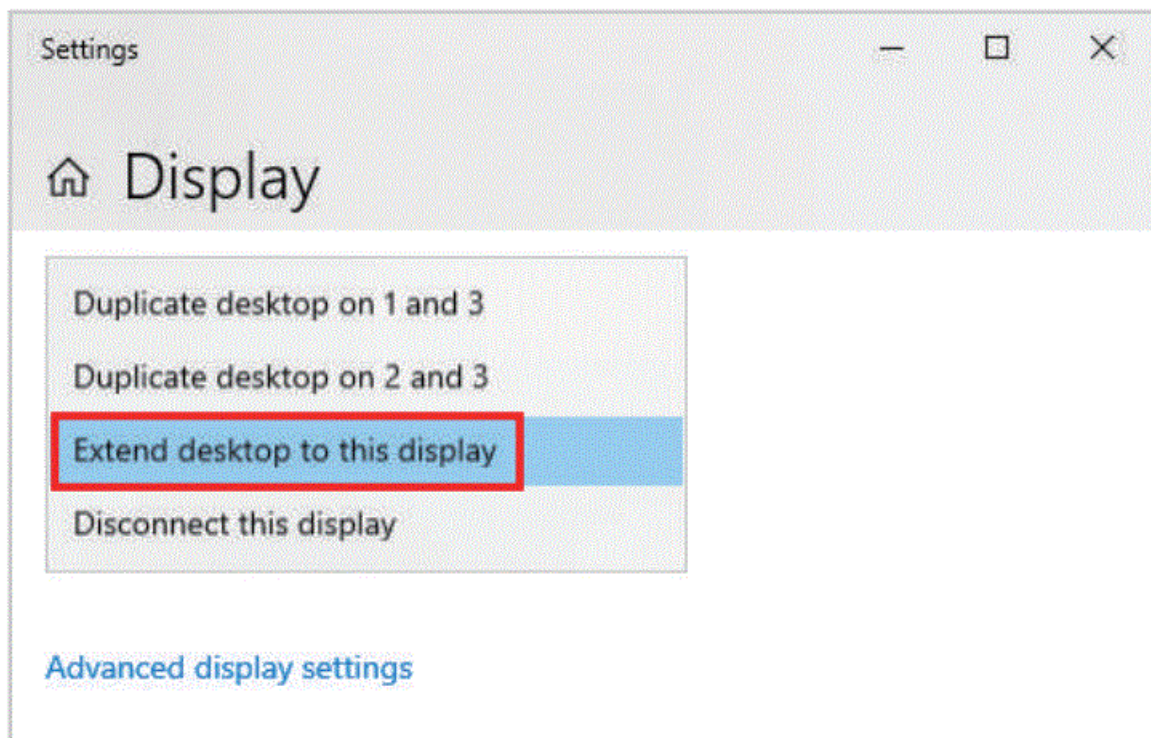 Settings
Display
Duplicate desktop on 1 and 3
Duplicate desktop on 2 and 3
Extend desktop to this display
Disconnect this display
Advanced display settings